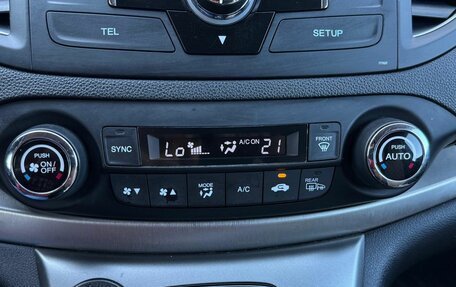 TEL
SETUP
SYNC
Lo
A/C ON
21
FRONT
PUSH
ON/
OFF
PUSH
AUTO
MODE
A/C
REAR